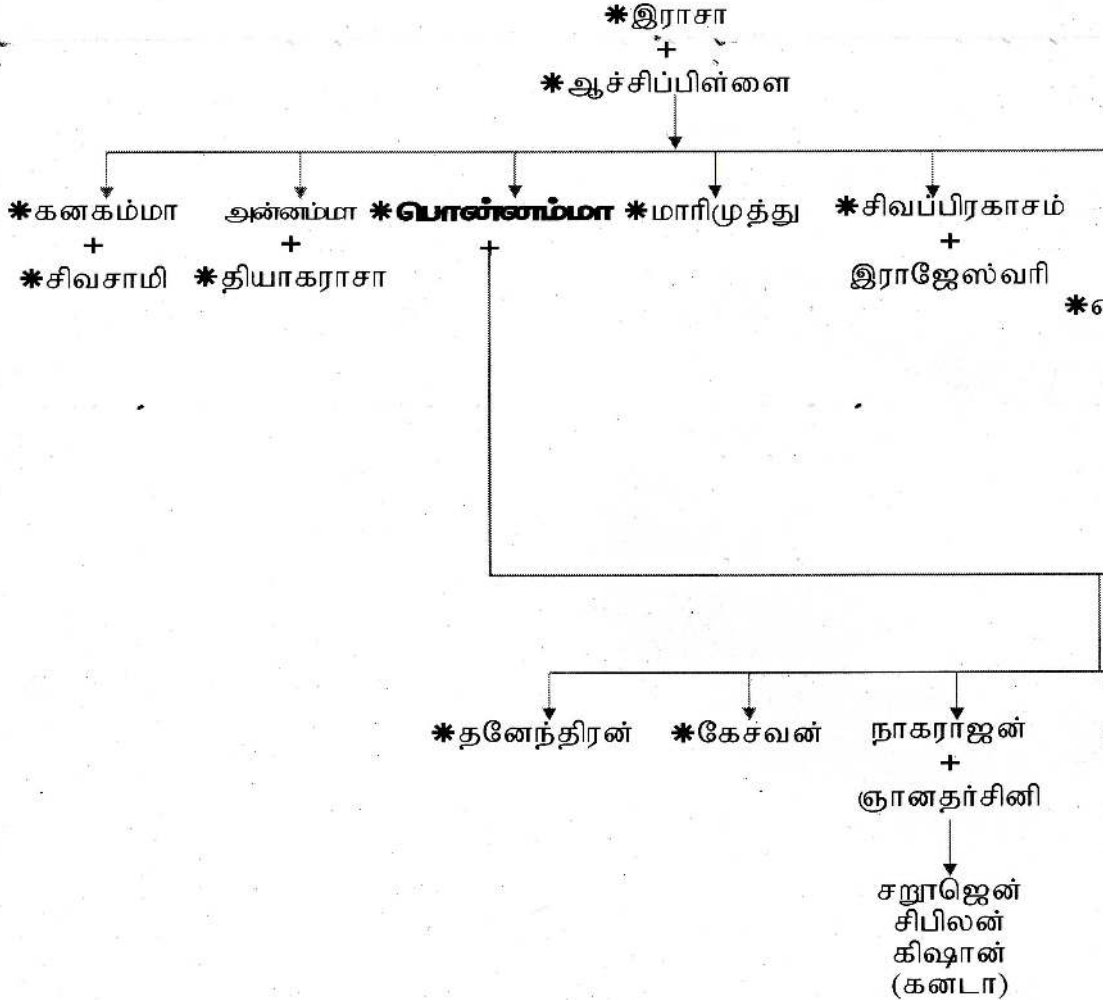 *இராசா
+
*ஆச்சிப்பிள்ளை
*கனகம்மா அன்னம்மா *பொன்னம்மா *மாரிமுத்து *சிவப்பிரகாசம்
+ + + +
*சிவசாமி *தியாகராசா இராஜேஸ்வரி
*
*தனேந்திரன் *கேசவன் நாகராஜன்
+
ஞானதர்சினி
சறூஜென்
சிபிலன்
கிஷான்
(கனடா)